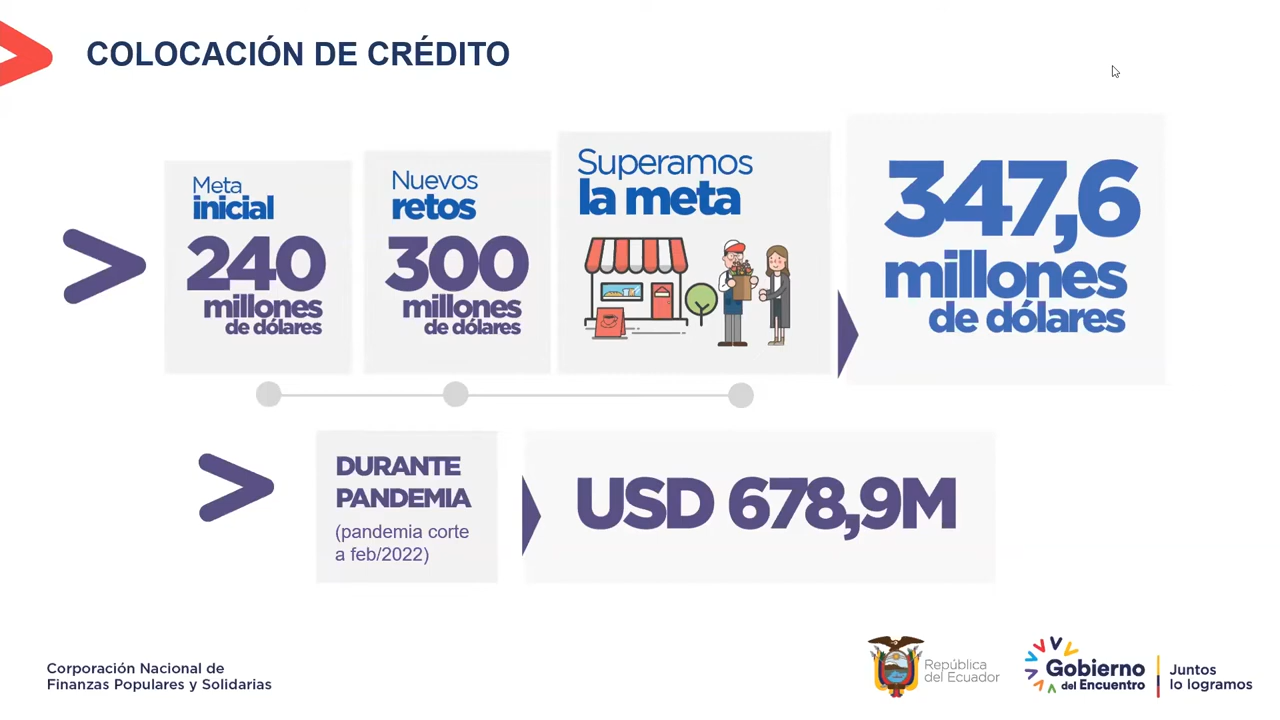 COLOCACIÓN DE CRÉDITO
Meta
inicial
240
millones
de dólares
Nuevos
retos
300
millones
de dólares
Superamos
la meta
347,6
millones
de dólares
DURANTE
PANDEMIA
(pandemia corte
a feb/2022)
USD 678,9M
Corporación Nacional de
Finanzas Populares y Solidarias
República
del Ecuador
Gobierno
del Encuentro
Juntos
lo logramos